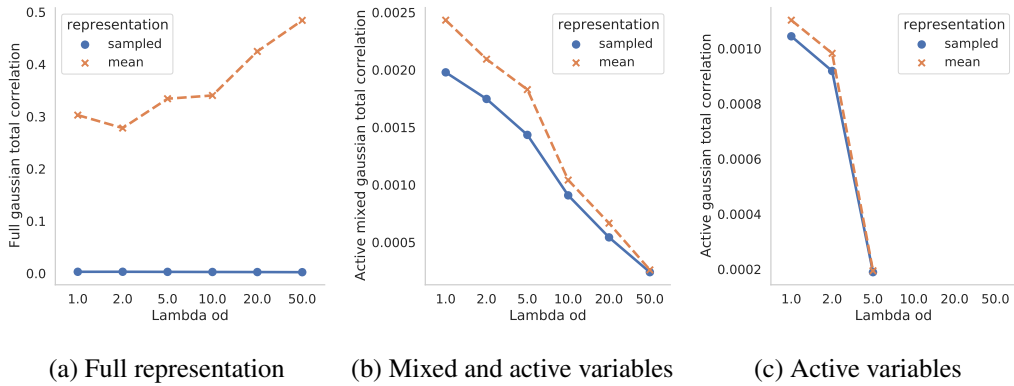 Full gaussian total correlation
0.5
0.4
0.3
0.2
0.1
0.0
representation
sampled
mean
1.0 2.0 5.0 10.0 20.0 50.0
Lambda od
(a) Full representation
Active mixed gaussian total correlation
0.0025
0.0020
0.0015
0.0010
0.0005
representation
sampled
mean
1.0 2.0 5.0 10.0 20.0 50.0
Lambda od
(b) Mixed and active variables
Active gaussian total correlation
0.0010
0.0008
0.0006
0.0004
0.0002
representation
sampled
mean
1.0 2.0 5.0 10.0 20.0 50.0
Lambda od
(c) Active variables